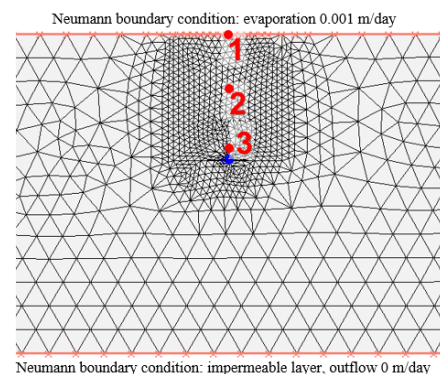 Neumann boundary condition: evaporation 0.001 m/day
1
2
3
Neumann boundary condition: impermeable layer, outflow 0 m/day